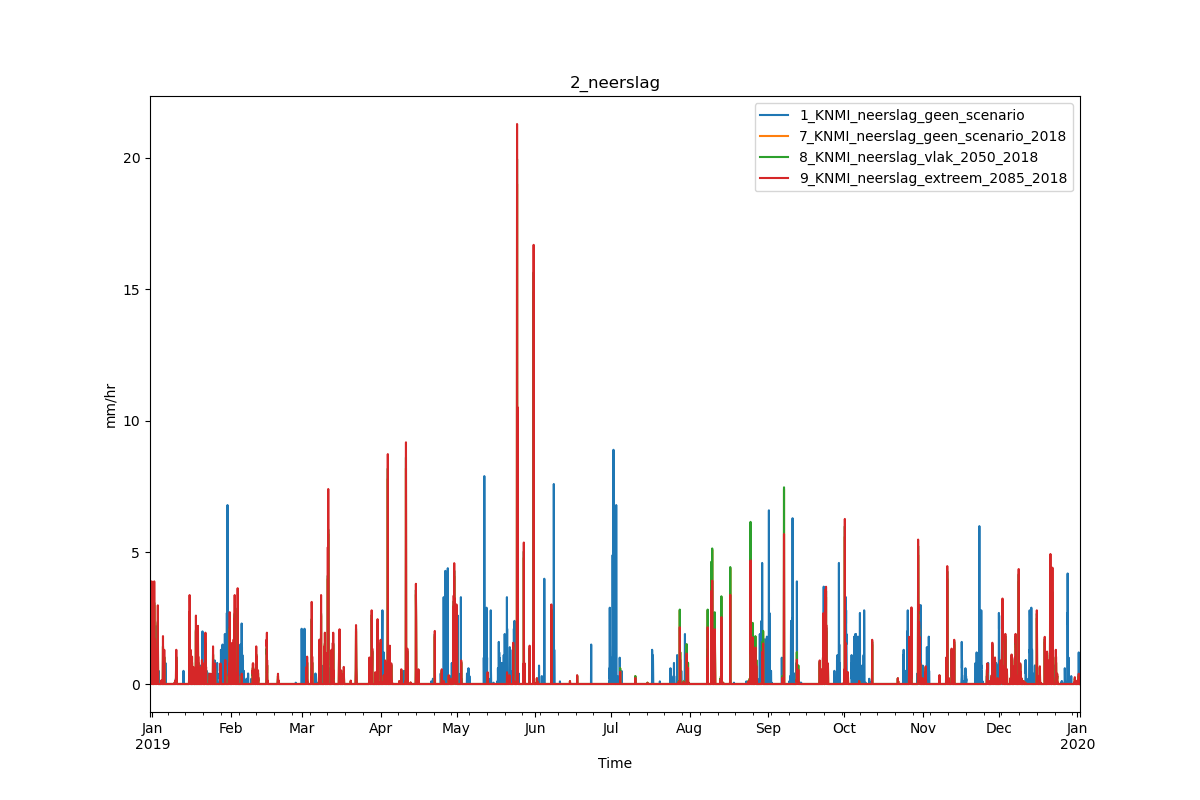 2_neerslag
1_KNMI_neerslag_geen_scenario
7_KNMI_neerslag_geen_scenario_2018
8_KNMI_neerslag_vlak_2050_2018
9_KNMI_neerslag_extreem_2085_2018
mm/hr
20
15
10
5
0
Jan Feb Mar Apr May Jun Jul Aug Sep Oct Nov Dec Jan
2019 2020
Time